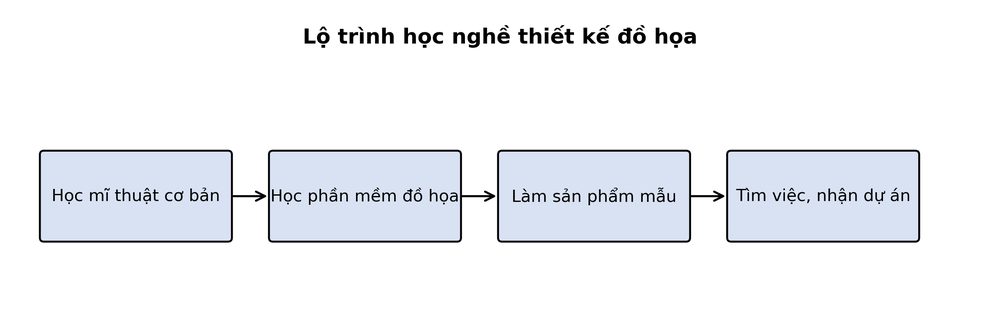 Lộ trình học nghề thiết kế đồ họa
Học mĩ thuật cơ bản
Học phần mềm đồ họa
Làm sản phẩm mẫu
Tìm việc, nhận dự án